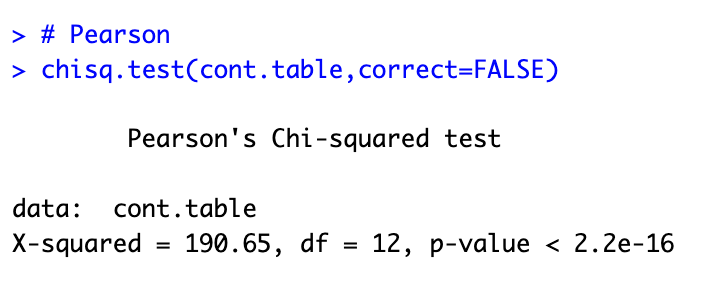 > # Pearson
> chisq.test(cont.table,correct=FALSE)
Pearson's Chi-squared test
data:  cont.table
X-squared = 190.65, df = 12, p-value < 2.2e-16